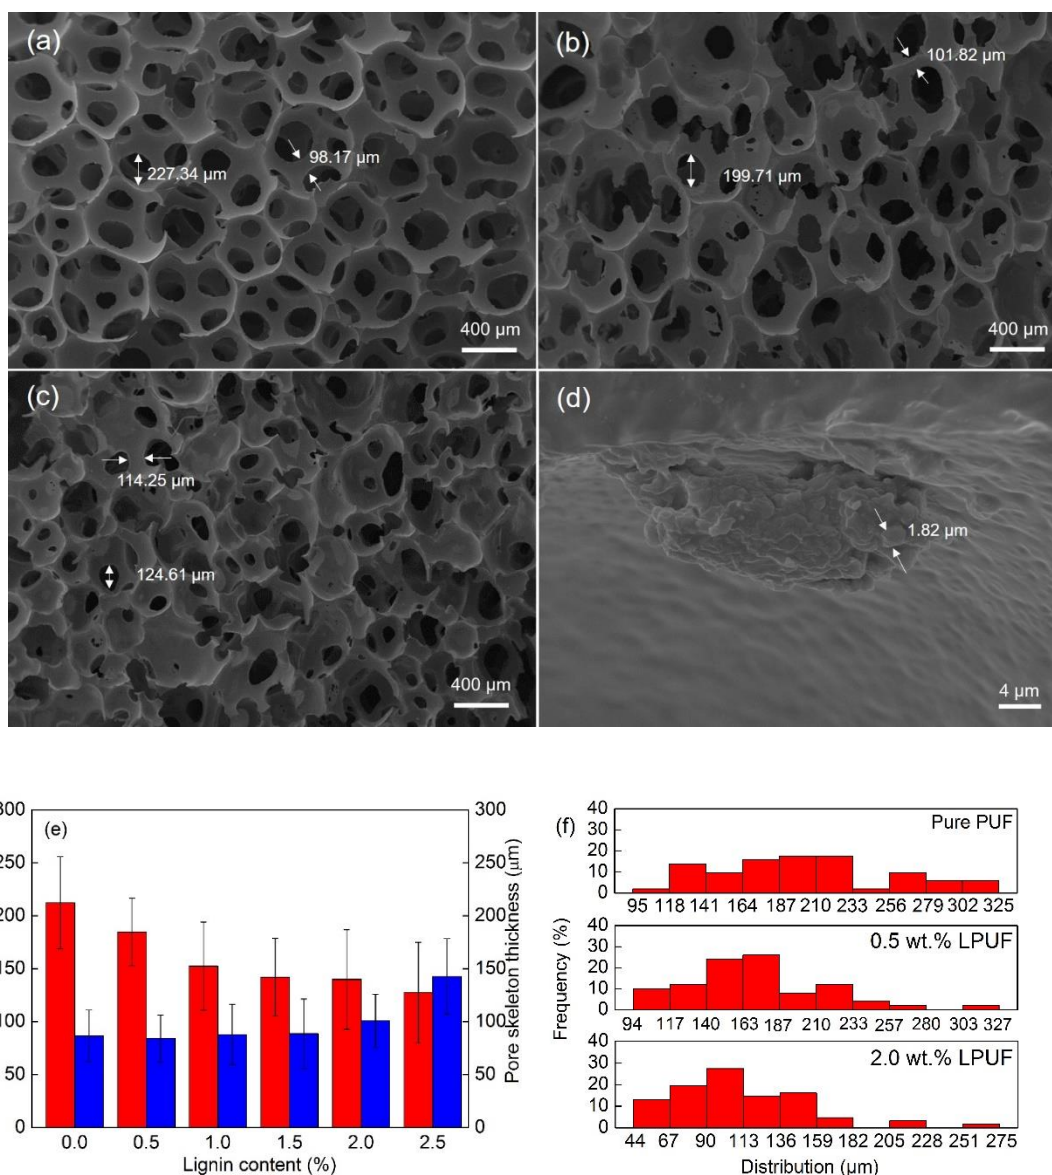 (a)
227.34 µm
98.17 µm
400 µm
(b)
101.82 µm
199.71 µm
400 µm
(c)
114.25 µm
124.61 µm
400 µm
(d)
1.82 µm
4 µm
(e)
300
250
200
150
100
50
0
0.0 0.5 1.0 1.5 2.0 2.5
Lignin content (%)
300
250
200
150
100
50
0
Pore skeleton thickness (µm)
(f)
Frequency (%)
Pure PUF
40
30
20
10
0
95 118 141 164 187 210 233 256 279 302 325
0.5 wt.% LPUF
40
30
20
10
0
94 117 140 163 187 210 233 257 280 303 327
2.0 wt.% LPUF
40
30
20
10
0
44 67 90 113 136 159 182 205 228 251 275
Distribution (µm)